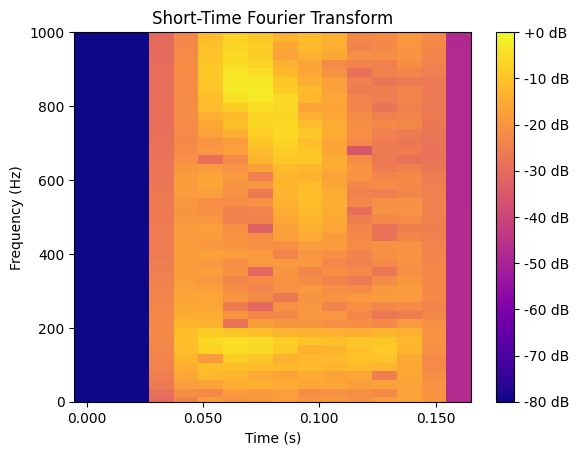 Short-Time Fourier Transform
1000
800
600
400
200
0
Frequency (Hz)
0.000
0.050
0.100
0.150
Time (s)
+0 dB
-10 dB
-20 dB
-30 dB
-40 dB
-50 dB
-60 dB
-70 dB
-80 dB